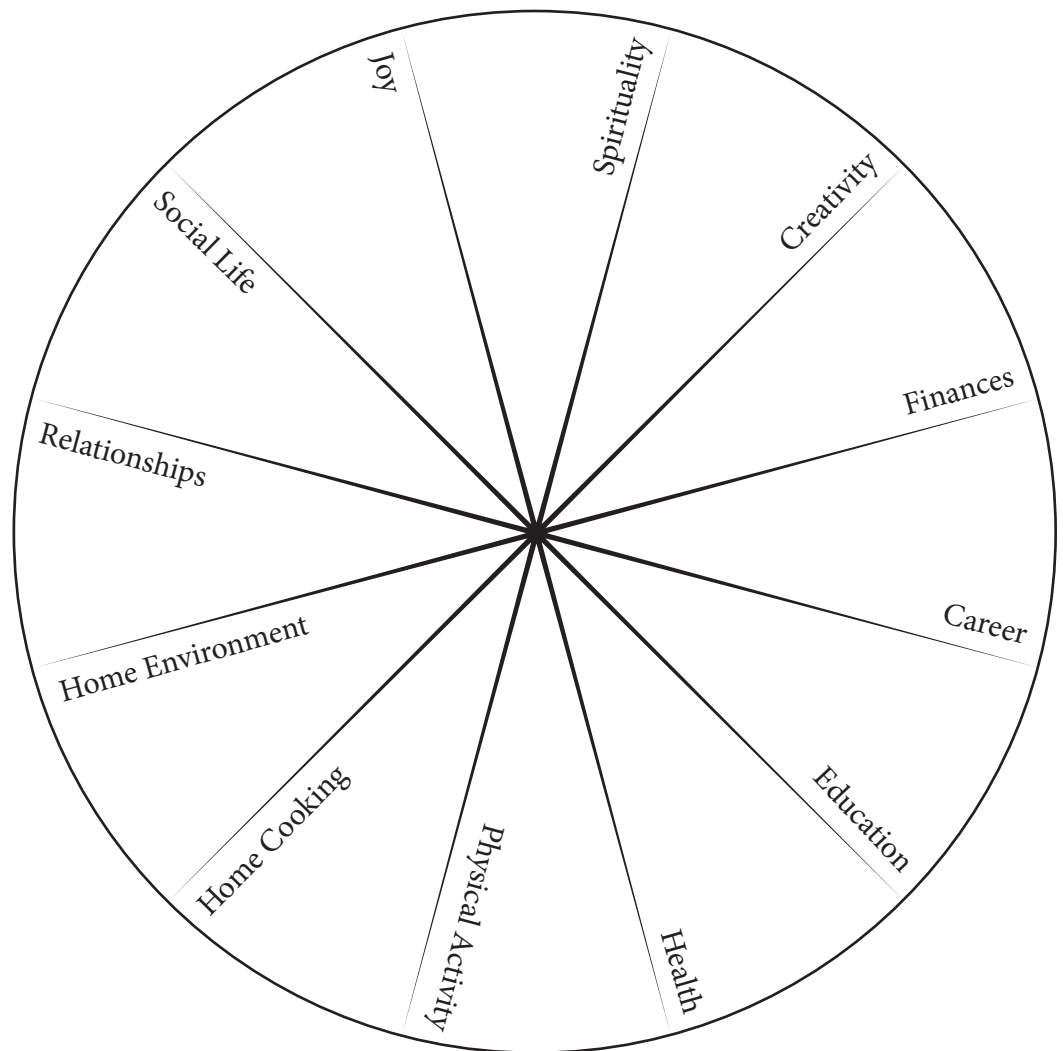 Joy
Spirituality
Creativity
Finances
Career
Education
Health
Physical Activity
Home Cooking
Home Environment
Relationships
Social Life